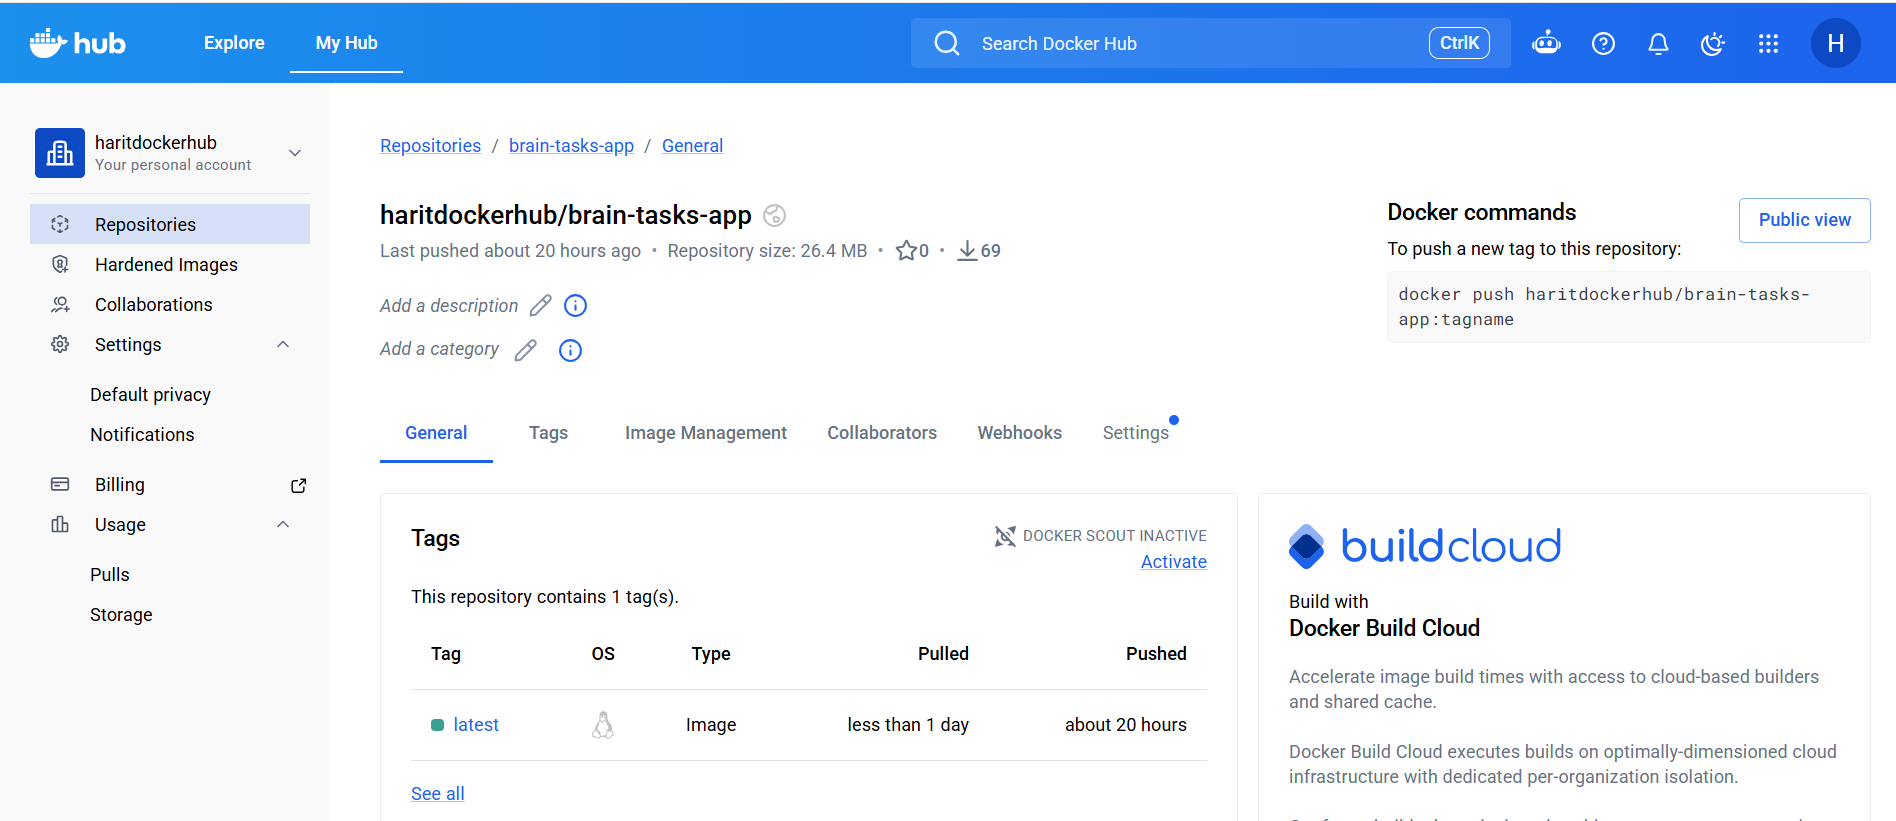 hub
Explore
My Hub
Search Docker Hub
CtrlK
H
haritdockerhub
Your personal account
Repositories
Hardened Images
Collaborations
Settings
Default privacy
Notifications
Billing
Usage
Pulls
Storage
Repositories / brain-tasks-app / General
haritdockerhub/brain-tasks-app
Last pushed about 20 hours ago • Repository size: 26.4 MB • 0 • 69
Add a description
Add a category
Docker commands
Public view
To push a new tag to this repository:
docker push haritdockerhub/brain-tasks-
app:tagname
General Tags Image Management Collaborators Webhooks Settings
Tags
DOCKER SCOUT INACTIVE
Activate
This repository contains 1 tag(s).
Tag OS Type Pulled Pushed
latest Image less than 1 day about 20 hours
See all
buildcloud
Build with
Docker Build Cloud
Accelerate image build times with access to cloud-based builders
and shared cache.
Docker Build Cloud executes builds on optimally-dimensioned cloud
infrastructure with dedicated per-organization isolation.